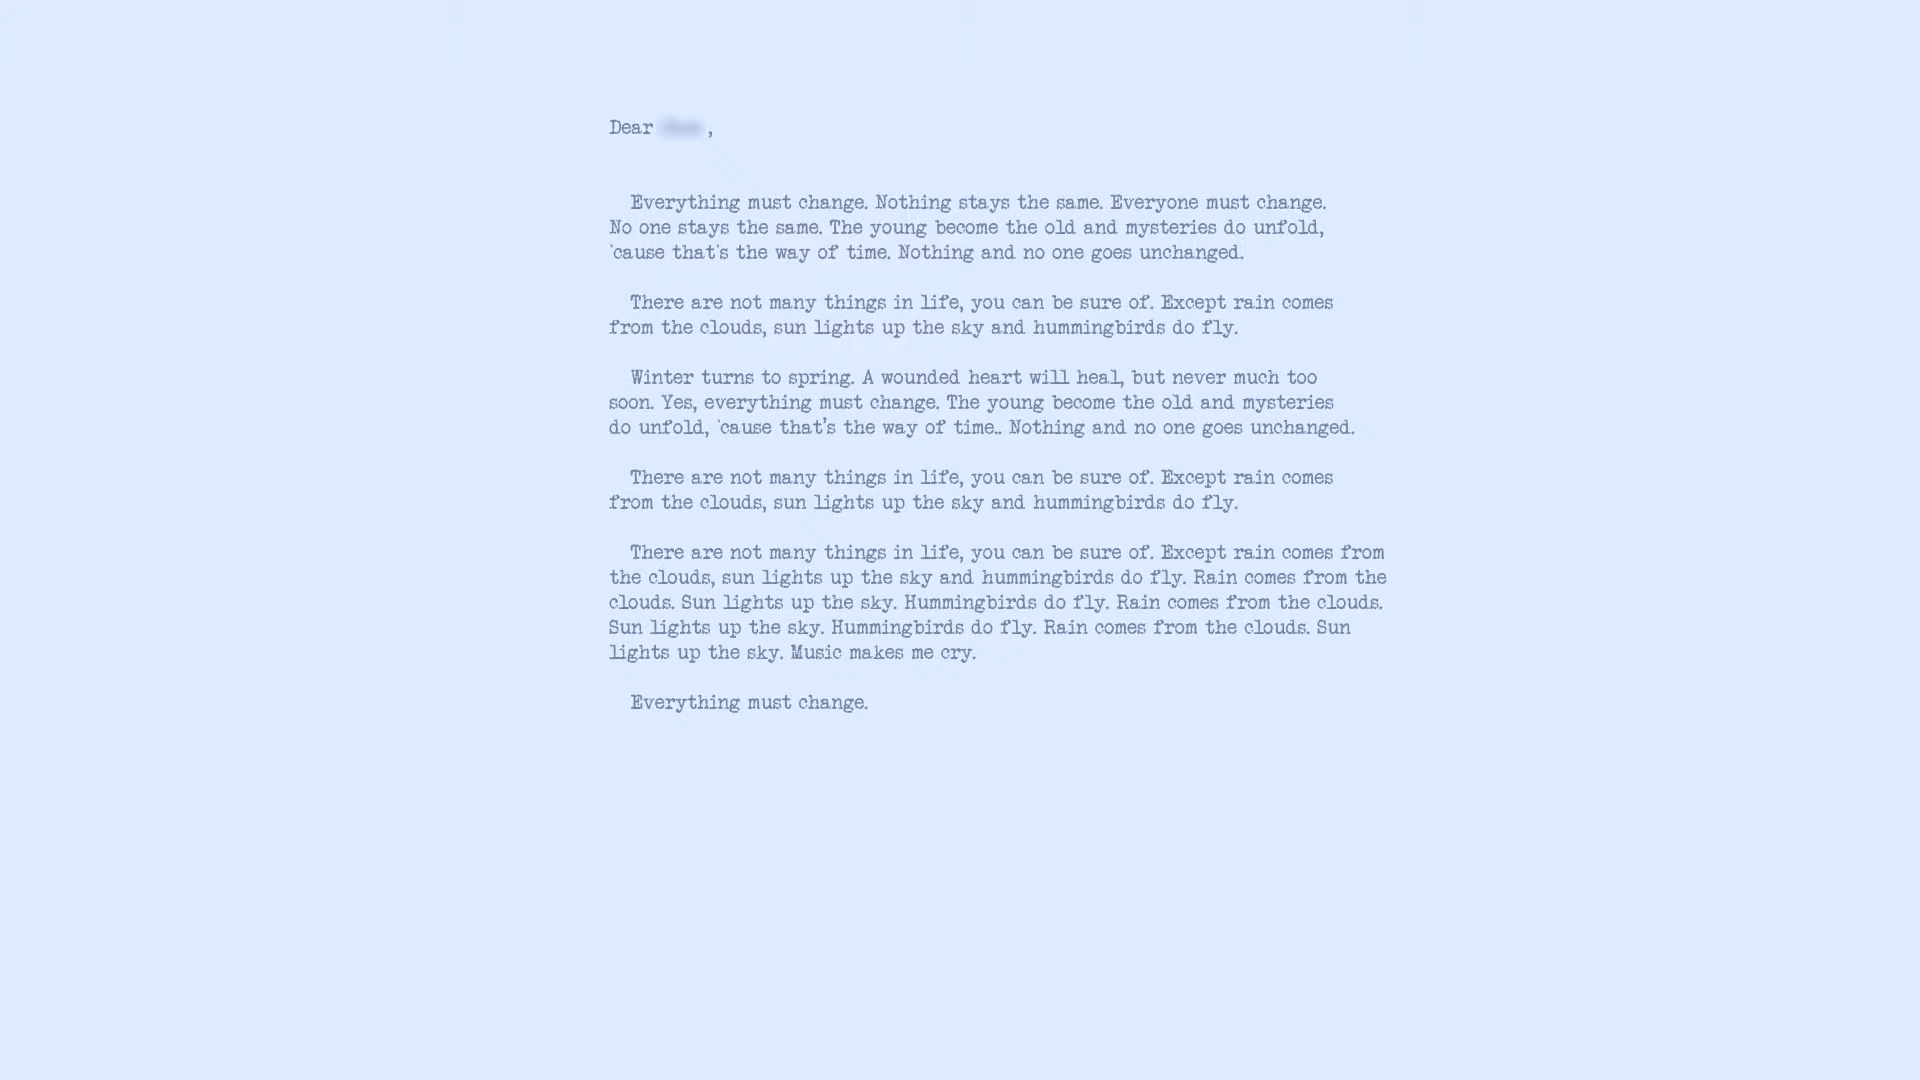 Dear ,
Everything must change. Nothing stays the same. Everyone must change.
No one stays the same. The young become the old and mysteries do unfold,
`cause that`s the way of time. Nothing and no one goes unchanged.
There are not many things in life, you can be sure of. Except rain comes
from the clouds, sun lights up the sky and hummingbirds do fly.
Winter turns to spring. A wounded heart will heal, but never much too
soon. Yes, everything must change. The young become the old and mysteries
do unfold, `cause that's the way of time.. Nothing and no one goes unchanged.
There are not many things in life, you can be sure of. Except rain comes
from the clouds, sun lights up the sky and hummingbirds do fly.
There are not many things in life, you can be sure of. Except rain comes from
the clouds, sun lights up the sky and hummingbirds do fly. Rain comes from the
clouds. Sun lights up the sky. Hummingbirds do fly. Rain comes from the clouds.
Sun lights up the sky. Hummingbirds do fly. Rain comes from the clouds. Sun
lights up the sky. Music makes me cry.
Everything must change.